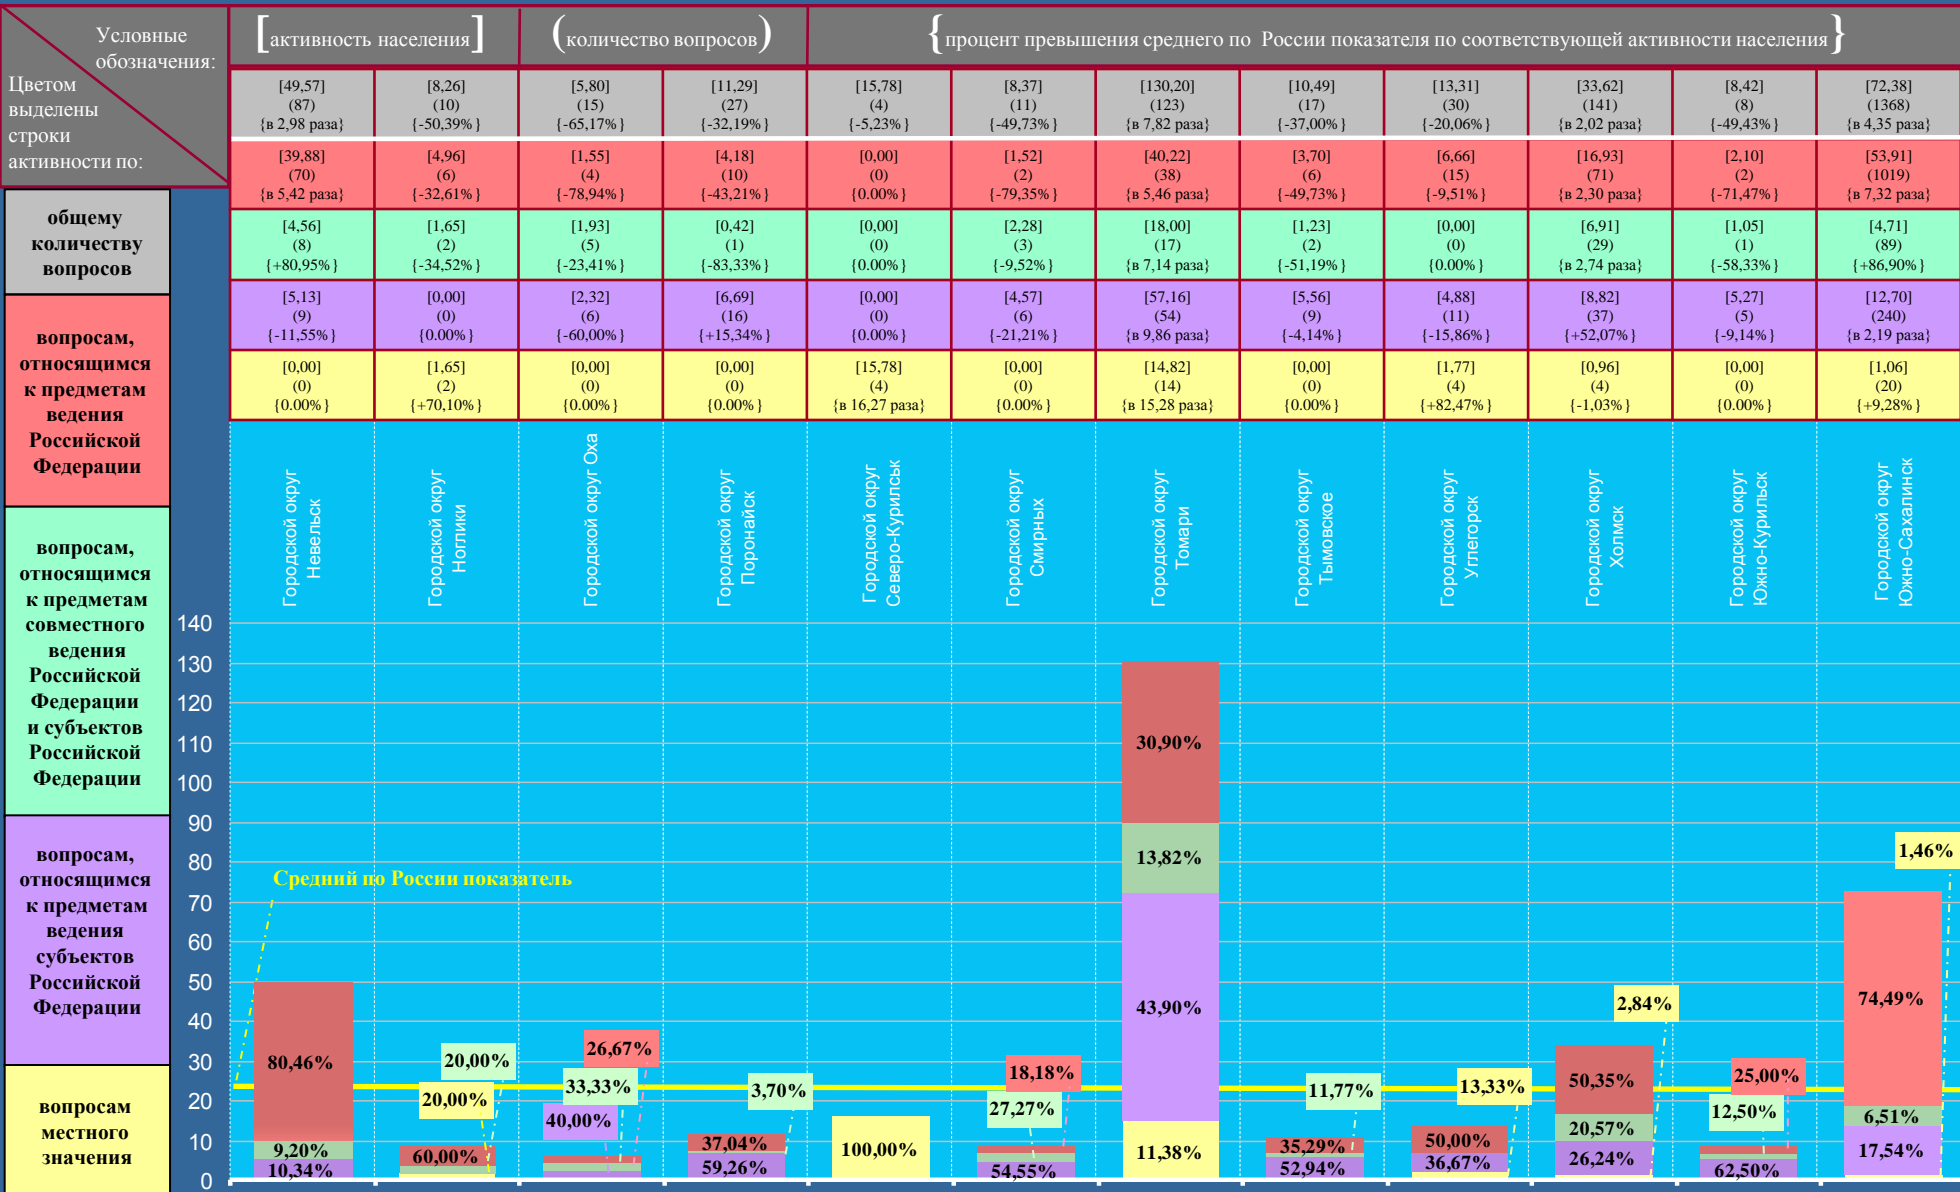 Условные
обозначения:
Цветом
выделены
строки
активности по:
[активность населения]
(количество вопросов)
{процент превышения среднего по России показателя по соответствующей активности населения}
[49,57]
(87)
{в 2,98 раза}
[8,26]
(10)
{-50,39%}
[5,80]
(15)
{-65,17%}
[11,29]
(27)
{-32,19%}
[15,78]
(4)
{-5,23%}
[8,37]
(11)
{-49,73%}
[130,20]
(123)
{в 7,82 раза}
[10,49]
(17)
{-37,00%}
[13,31]
(30)
{-20,06%}
[33,62]
(141)
{в 2,02 раза}
[8,42]
(8)
{-49,43%}
[72,38]
(1368)
{в 4,35 раза}
[39,88]
(70)
{в 5,42 раза}
[4,96]
(6)
{-32,61%}
[1,55]
(4)
{-78,94%}
[4,18]
(10)
{-43,21%}
[0,00]
(0)
{0.00%}
[1,52]
(2)
{-79,35%}
[40,22]
(38)
{в 5,46 раза}
[3,70]
(6)
{-49,73%}
[6,66]
(15)
{-9,51%}
[16,93]
(71)
{в 2,30 раза}
[2,10]
(2)
{-71,47%}
[53,91]
(1019)
{в 7,32 раза}
[4,56]
(8)
{+80,95%}
[1,65]
(2)
{-34,52%}
[1,93]
(5)
{-23,41%}
[0,42]
(1)
{-83,33%}
[0,00]
(0)
{0.00%}
[2,28]
(3)
{-9,52%}
[18,00]
(17)
{в 7,14 раза}
[1,23]
(2)
{-51,19%}
[0,00]
(0)
{0.00%}
[6,91]
(29)
{в 2,74 раза}
[1,05]
(1)
{-58,33%}
[4,71]
(89)
{+86,90%}
[5,13]
(9)
{-11,55%}
[0,00]
(0)
{0.00%}
[2,32]
(6)
{-60,00%}
[6,69]
(16)
{+15,34%}
[0,00]
(0)
{0.00%}
[4,57]
(6)
{-21,21%}
[57,16]
(54)
{в 9,86 раза}
[5,56]
(9)
{-4,14%}
[4,88]
(11)
{-15,86%}
[8,82]
(37)
{+52,07%}
[5,27]
(5)
{-9,14%}
[12,70]
(240)
{в 2,19 раза}
[0,00]
(0)
{0.00%}
[1,65]
(2)
{+70,10%}
[0,00]
(0)
{0.00%}
[0,00]
(0)
{0.00%}
[15,78]
(4)
{в 16,27 раза}
[0,00]
(0)
{0.00%}
[14,82]
(14)
{в 15,28 раза}
[0,00]
(0)
{0.00%}
[1,77]
(4)
{+82,47%}
[0,96]
(4)
{-1,03%}
[0,00]
(0)
{0.00%}
[1,06]
(20)
{+9,28%}
общему
количеству
вопросов
вопросам,
относящимся
к предметам
ведения
Российской
Федерации
вопросам,
относящимся
к предметам
совместного
ведения
Российской
Федерации
и субъектов
Российской
Федерации
вопросам,
относящимся
к предметам
ведения
субъектов
Российской
Федерации
вопросам
местного
значения
Городской округ
Невельск
Городской округ
Ноглики
Городской округ Оха
Городской округ
Поронайск
Городской округ
Северо-Курипськ
Городской округ
Смирных
Городской округ
Томари
Городской округ
Тымовское
Городской округ
Углегорск
Городской округ
Холмск
Городской округ
Южно-Курильск
Городской округ
Южно-Сахалинск
140
130
120
110
100
90
80
70
60
50
40
30
20
10
0
Средний по России показатель
80,46%
9,20%
10,34%
20,00%
20,00%
60,00%
26,67%
33,33%
40,00%
3,70%
37,04%
59,26%
100,00%
18,18%
27,27%
54,55%
30,90%
13,82%
43,90%
11,38%
11,77%
35,29%
52,94%
13,33%
50,00%
36,67%
2,84%
50,35%
20,57%
26,24%
25,00%
12,50%
62,50%
1,46%
74,49%
6,51%
17,54%